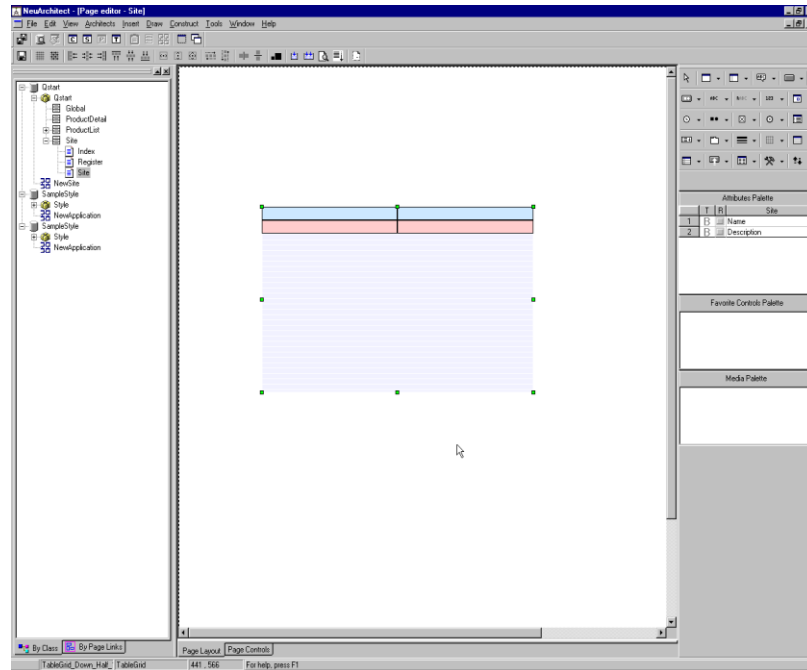 NeuArchitect - [Page editor - Site]
File Edit View Architects Insert Draw Construct Tools Window Help
Qstart
Qstart
Global
ProductDetail
ProductList
Site
Index
Register
Site
NewSite
SampleStyle
Style
NewApplication
SampleStyle
Style
NewApplication
By Class By Page Links
Page Layout Page Controls
Attributes Palette
T R Site
1 B Name
2 B Description
Favorite Controls Palette
Media Palette
TableGrid_Down_Half_ TableGrid 441 , 566 For help, press F1